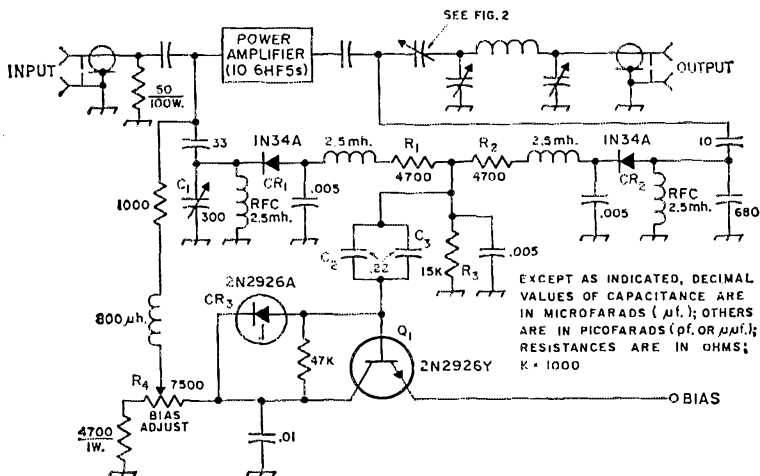 SEE FIG. 2
POWER
AMPLIFIER
(10 6HF5s)
INPUT
OUTPUT
50
100W.
33
1N34A
2.5mh.
R1
4700
R2
4700
2.5mh.
1N34A
10
C1
300
RFC
2.5mh.
CR1
.005
.005
CR2
RFC
2.5mh.
680
1000
C2
.22
C3
15K
R3
.005
800µh.
2N2926A
CR3
47K
Q1
2N2926Y
EXCEPT AS INDICATED, DECIMAL
VALUES OF CAPACITANCE ARE
IN MICROFARADS (µf.); OTHERS
ARE IN PICOFARADS (pf. OR µµf.);
RESISTANCES ARE IN OHMS;
K = 1000
R4
7500
BIAS
ADJUST
4700
1W.
.01
BIAS